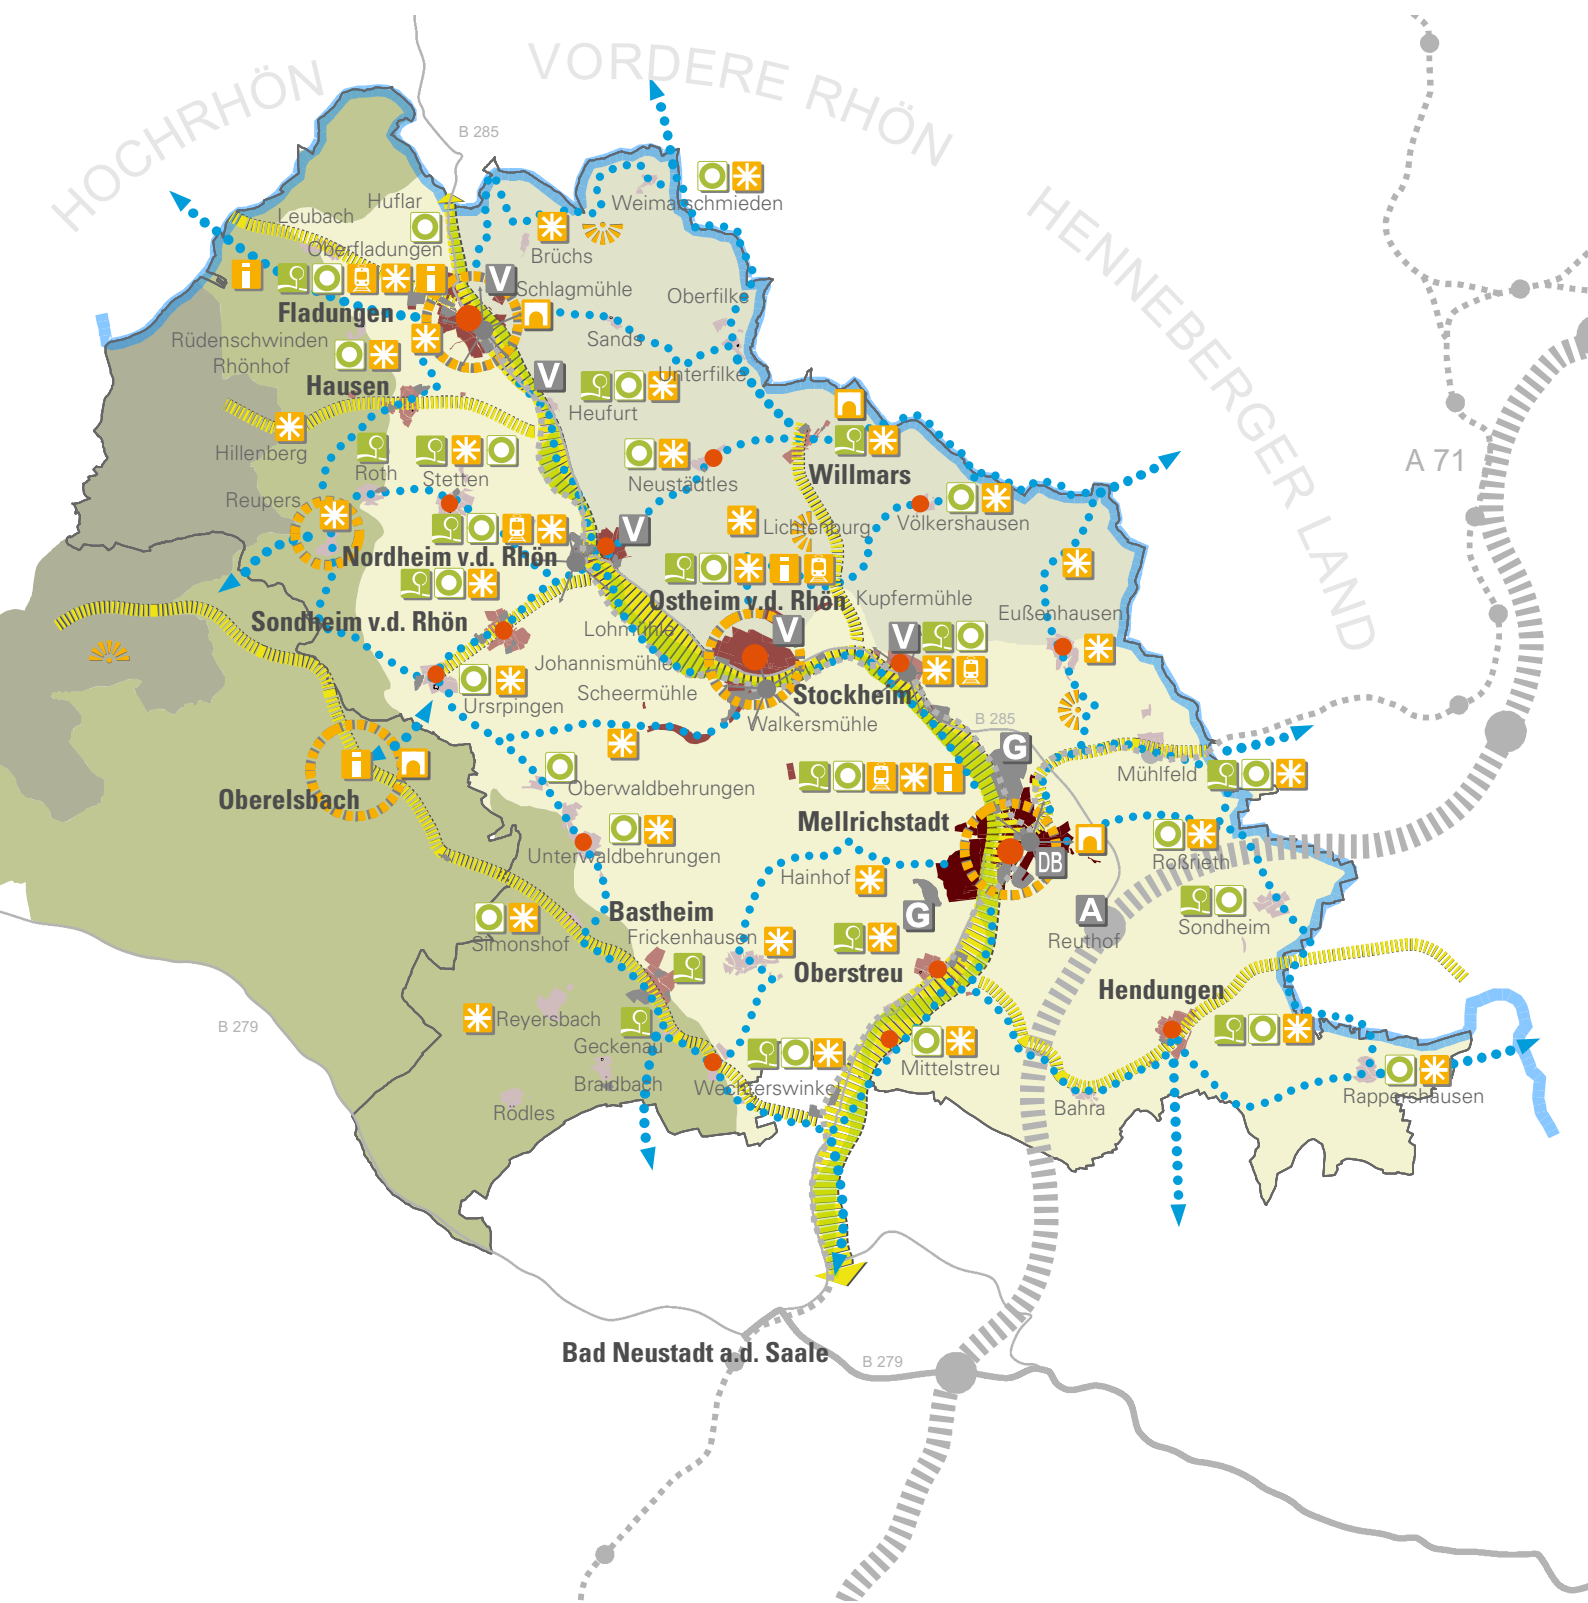 HOCHRHÖN
VORDERE RHÖN
HENNEBERGER LAND
B 285
Weimarschmieden
Huflar
Leubach
Oberfladungen
Brüchs
i
i
V
Schlagmühle
Oberfilke
Fladungen
Sands
Rüdenschwinden
Rhönhof
Hausen
V
Unterfilke
Heufurt
Hillenberg
Roth
Stetten
Neustädtles
Willmars
A 71
Reupers
V
Lichtenburg
Völkershausen
Nordheim v.d. Rhön
i
Ostheim v.d. Rhön
Kupfermühle
Eußenhausen
Sondheim v.d. Rhön
Lohmühle
V
V
Johannismühle
Scheermühle
Stockheim
Ursrpingen
Walkersmühle
B 285
G
i
Mühlfeld
Oberelsbach
Oberwaldbehrungen
i
Mellrichstadt
Unterwaldbehrungen
DB
Roßrieth
Hainhof
Bastheim
G
A
Simonshof
Frickenhausen
Reuthof
Sondheim
Oberstreu
Hendungen
B 279
Reyersbach
Geckenau
Mittelstreu
Braidbach
Wechterswinkel
Rappershausen
Rödles
Bahra
Bad Neustadt a.d. Saale
B 279